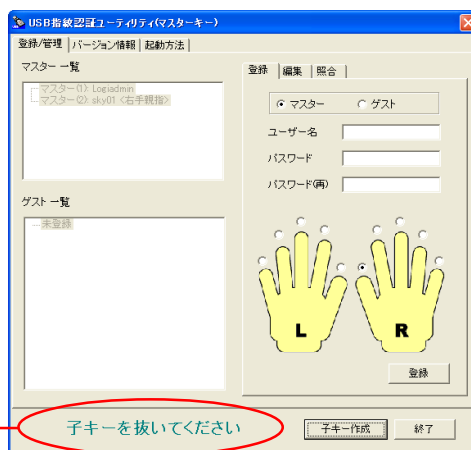 USB指紋認証ユーティリティ(マスターキー)
登録/管理 バージョン情報 起動方法
マスター 一覧
マスター(1): Logiadmin
マスター(2): sky01 <右手親指>
ゲスト 一覧
未登録
登録 編集 照合
マスター ゲスト
ユーザー名
パスワード
パスワード(再)
L R
登録
子キーを抜いてください
子キー作成 終了